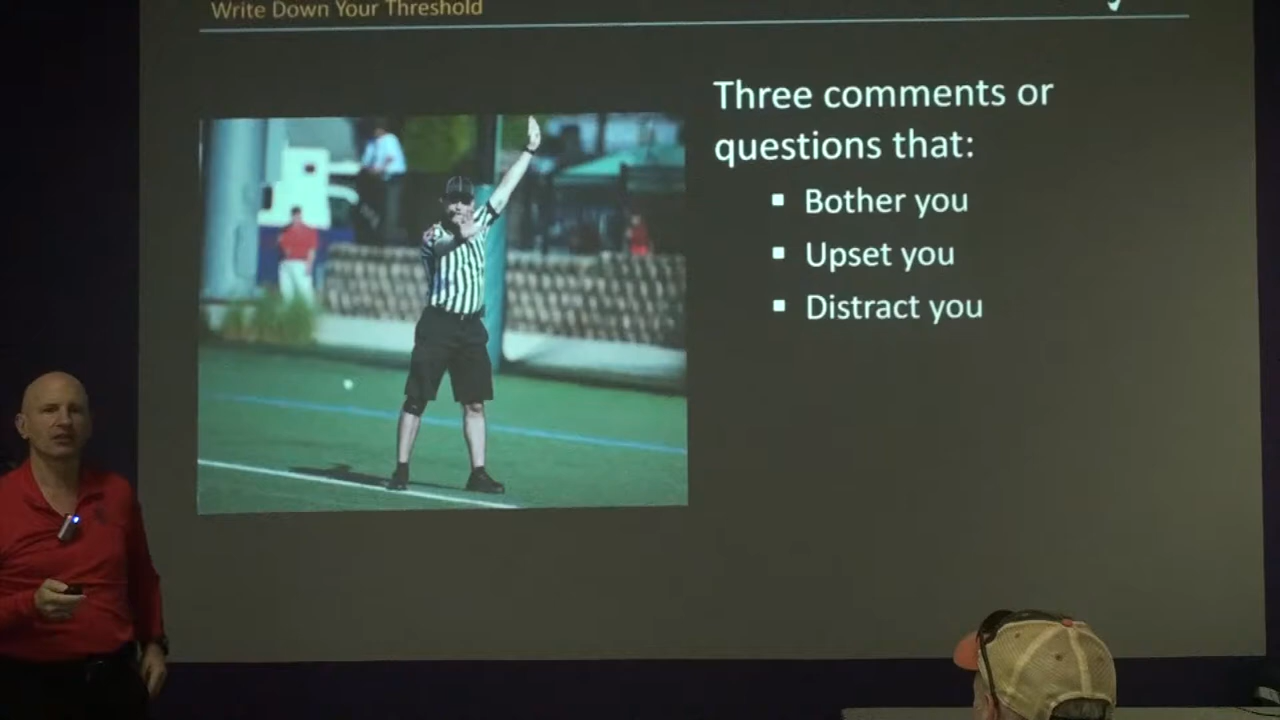 Write Down Your Threshold
Three comments or
questions that:
▪ Bother you
▪ Upset you
▪ Distract you